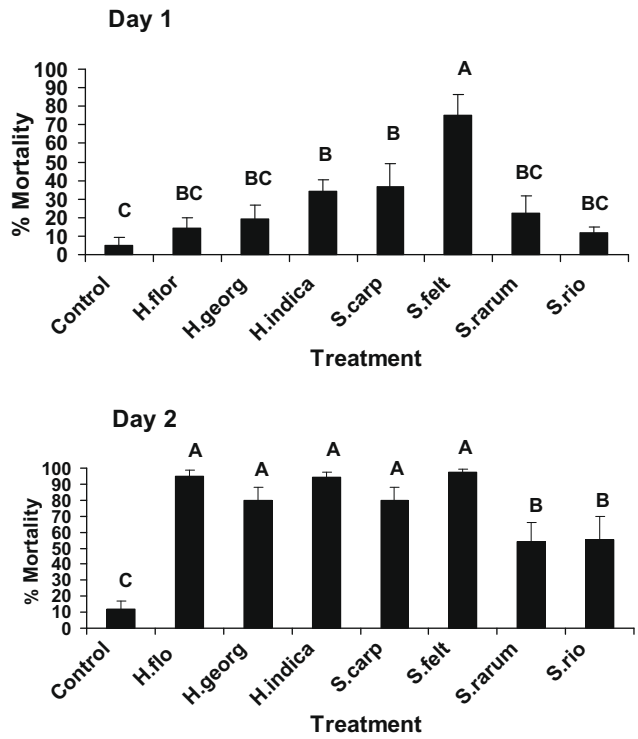 Day 1
% Mortality
100
90
80
70
60
50
40
30
20
10
0
C
BC
BC
B
B
A
BC
BC
Control
H.flor
H.georg
H.indica
S.carp
S.felt
S.rarum
S.rio
Treatment
Day 2
% Mortality
100
90
80
70
60
50
40
30
20
10
0
C
A
A
A
A
A
B
B
Control
H.flo
H.georg
H.indica
S.carp
S.felt
S.rarum
S.rio
Treatment